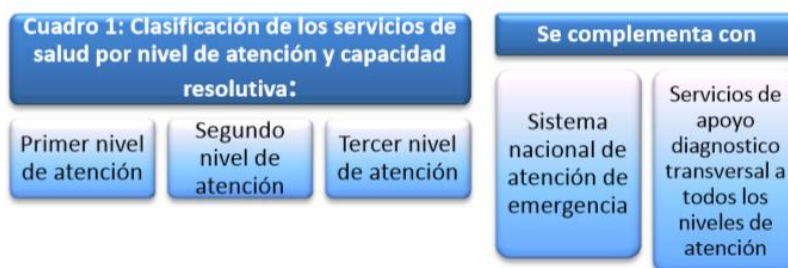 Cuadro 1: Clasificación de los servicios de
salud por nivel de atención y capacidad
resolutiva:
Primer nivel
de atención
Segundo
nivel de
atención
Tercer nivel
de atención
Se complementa con
Sistema
nacional de
atención de
emergencia
Servicios de
apoyo
diagnostico
transversal a
todos los
niveles de
atención